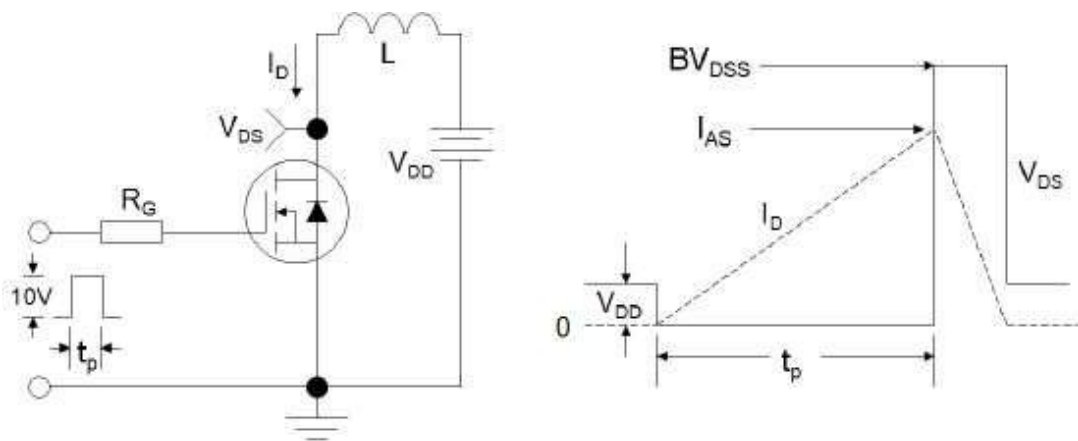 L
I_D
V_DS
V_DD
R_G
10V
t_p
BV_DSS
I_AS
V_DS
I_D
V_DD
0
t_p